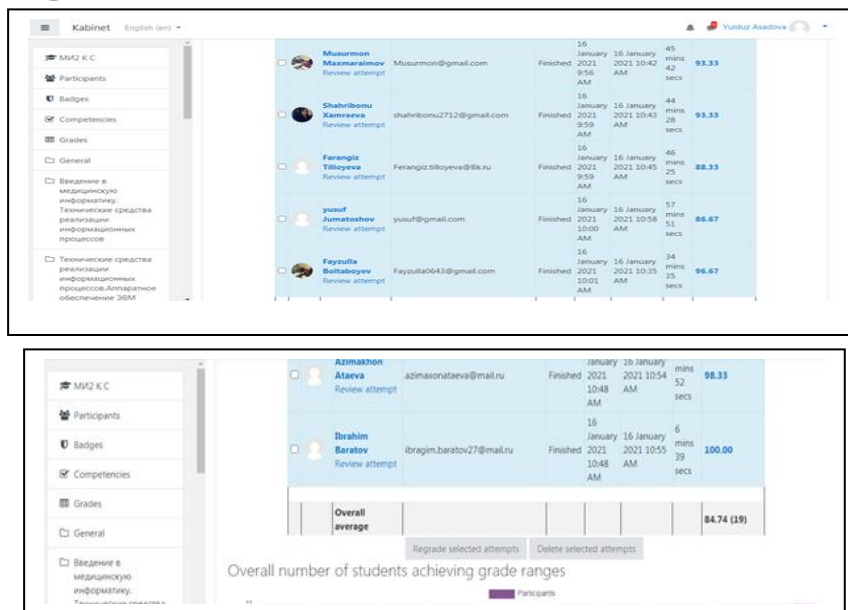 Kabinet English (en)
Yulduz Asadova
МИ2 К С
Participants
Badges
Competencies
Grades
General
Введение в
медицинскую
информатику.
Технические средства
реализации
информационных
процессов
Технические средства
реализации
информационных
процессов.Аппаратное
обеспечение ЭВМ
Musurmon
Maxmaraimov
Review attempt
Musurmon@gmail.com
Finished
16
January
2021
9:56
AM
16 January
2021 10:42
AM
45
mins
42
secs
93.33
Shahribonu
Xamraeva
Review attempt
shahribonu2712@gmail.com
Finished
16
January
2021
9:59
AM
16 January
2021 10:43
AM
44
mins
28
secs
93.33
Farangiz
Tilloyeva
Review attempt
Ferangiz.tilloyeva@Bk.ru
Finished
16
January
2021
9:59
AM
16 January
2021 10:45
AM
46
mins
25
secs
88.33
yusuf
Jumatoshov
Review attempt
yusuf@gmail.com
Finished
16
January
2021
10:00
AM
16 January
2021 10:58
AM
57
mins
51
secs
86.67
Fayzulla
Boltaboyev
Review attempt
Fayzulla0643@gmail.com
Finished
16
January
2021
10:01
AM
16 January
2021 10:35
AM
34
mins
35
secs
96.67
МИ2 К С
Participants
Badges
Competencies
Grades
General
Введение в
медицинскую
информатику.
Технические средства
Azimakhon
Ataeva
Review attempt
azimaxonataeva@mail.ru
Finished
January
2021
10:48
AM
16 January
2021 10:54
AM
mins
52
secs
98.33
Ibrahim
Baratov
Review attempt
ibragim.baratov27@mail.ru
Finished
16
January
2021
10:48
AM
16 January
2021 10:55
AM
6
mins
39
secs
100.00
Overall
average
84.74 (19)
Regrade selected attempts Delete selected attempts
Overall number of students achieving grade ranges
Participants